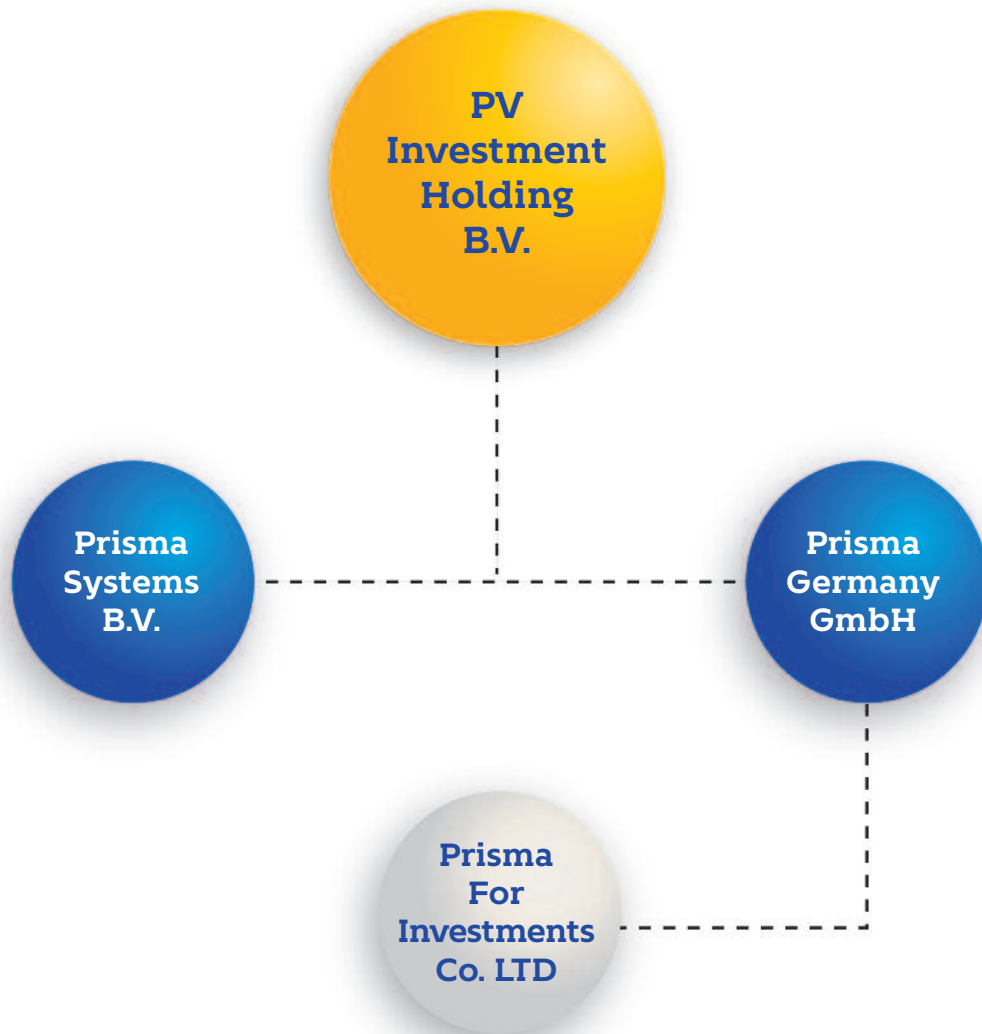 PV
Investment
Holding
B.V.
Prisma
Systems
B.V.
Prisma
Germany
GmbH
Prisma
For
Investments
Co. LTD